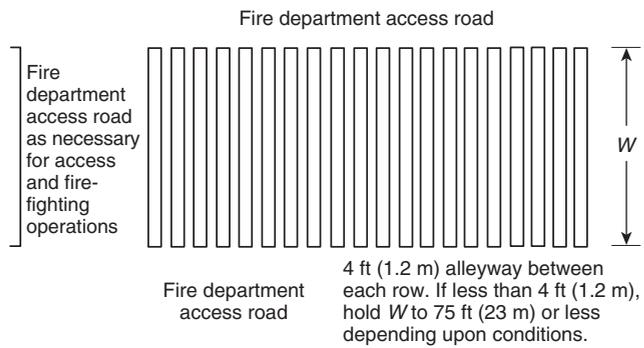 Fire department access road
Fire
department
access road
as necessary
for access
and fire-
fighting
operations
W
Fire department
access road
4 ft (1.2 m) alleyway between
each row. If less than 4 ft (1.2 m),
hold W to 75 ft (23 m) or less
depending upon conditions.